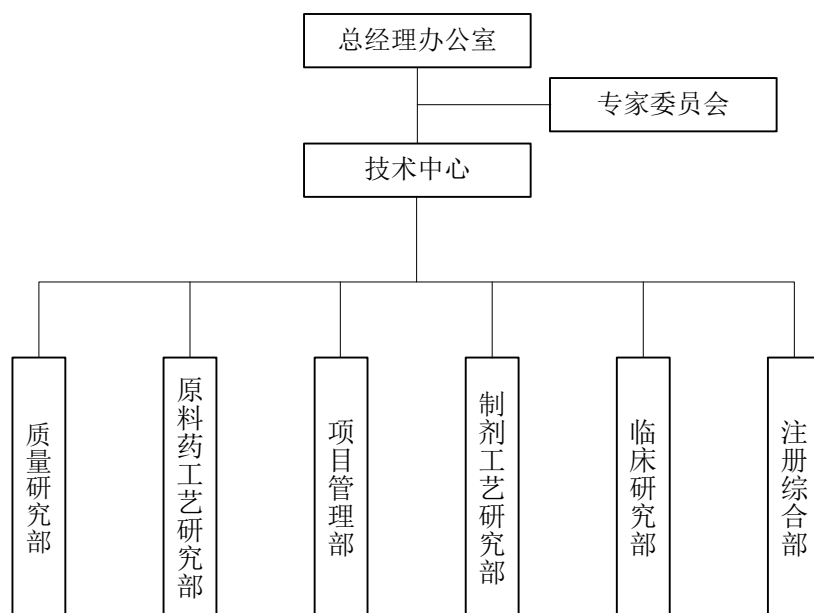 总经理办公室
专家委员会
技术中心
质量研究部
原料药工艺研究部
项目管理部
制剂工艺研究部
临床研究部
注册综合部